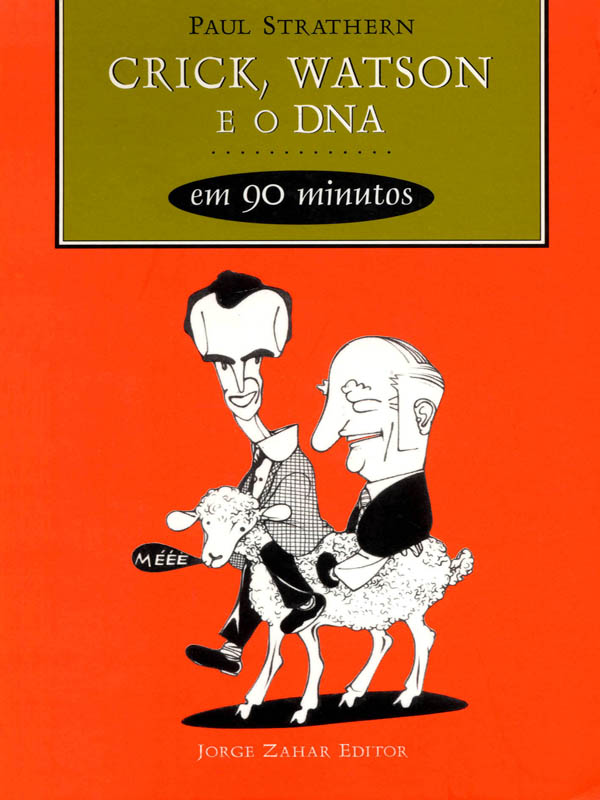 PAUL STRATHERN
CRICK, WATSON
E O DNA
em 90 minutos
MÉÉÉ
JORGE ZAHAR EDITOR